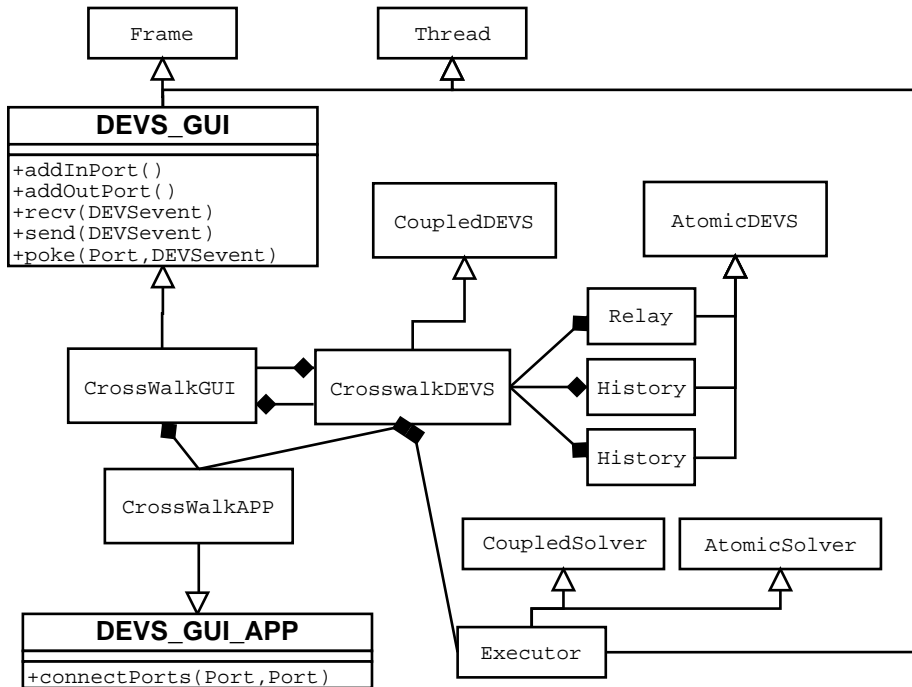 Frame
Thread
DEVS_GUI
+addInPort()
+addOutPort()
+recv(DEVSevent)
+send(DEVSevent)
+poke(Port,DEVSevent)
CoupledDEVS
AtomicDEVS
Relay
CrossWalkGUI
CrosswalkDEVS
History
History
CrossWalkAPP
CoupledSolver
AtomicSolver
DEVS_GUI_APP
+connectPorts(Port,Port)
Executor